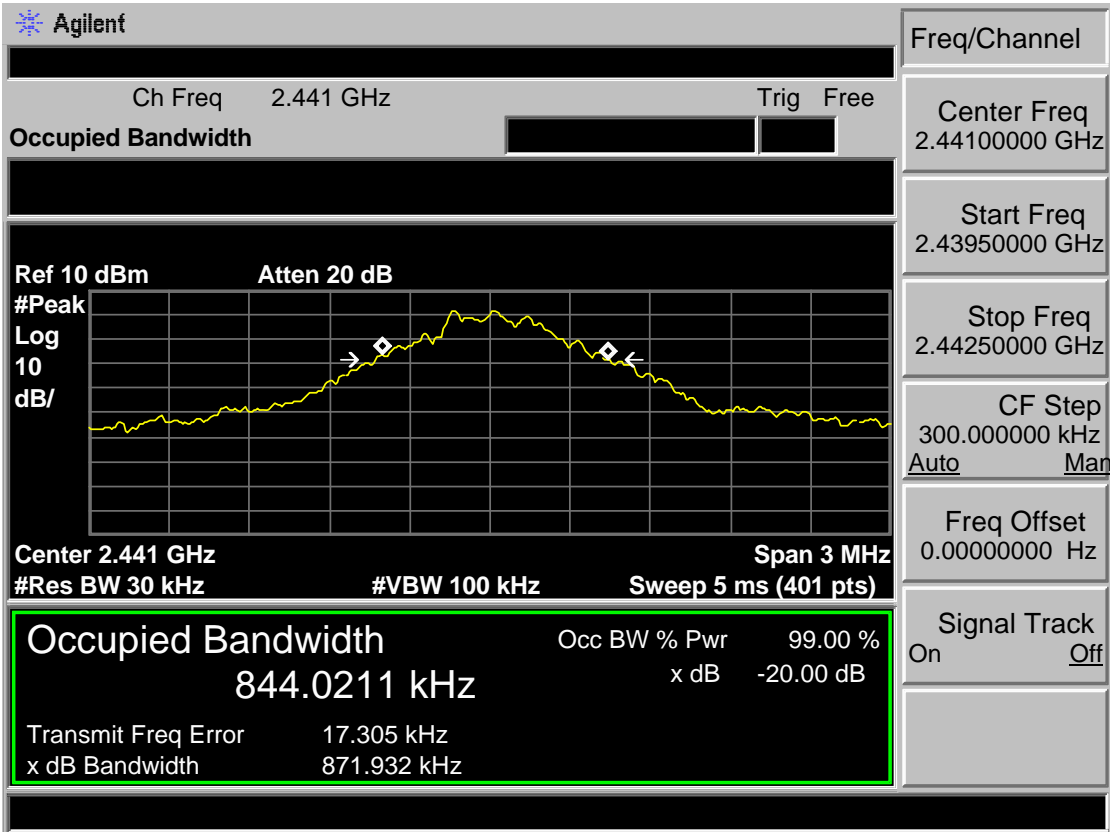 Agilent
Freq/Channel
Ch Freq 2.441 GHz Trig Free
Occupied Bandwidth
Center Freq
2.44100000 GHz
Start Freq
2.43950000 GHz
Stop Freq
2.44250000 GHz
CF Step
300.000000 kHz
Auto Man
Freq Offset
0.00000000 Hz
Signal Track
On Off
Ref 10 dBm Atten 20 dB
#Peak
Log
10
dB/
Center 2.441 GHz Span 3 MHz
#Res BW 30 kHz #VBW 100 kHz Sweep 5 ms (401 pts)
Occupied Bandwidth
844.0211 kHz
Occ BW % Pwr 99.00 %
x dB -20.00 dB
Transmit Freq Error 17.305 kHz
x dB Bandwidth 871.932 kHz